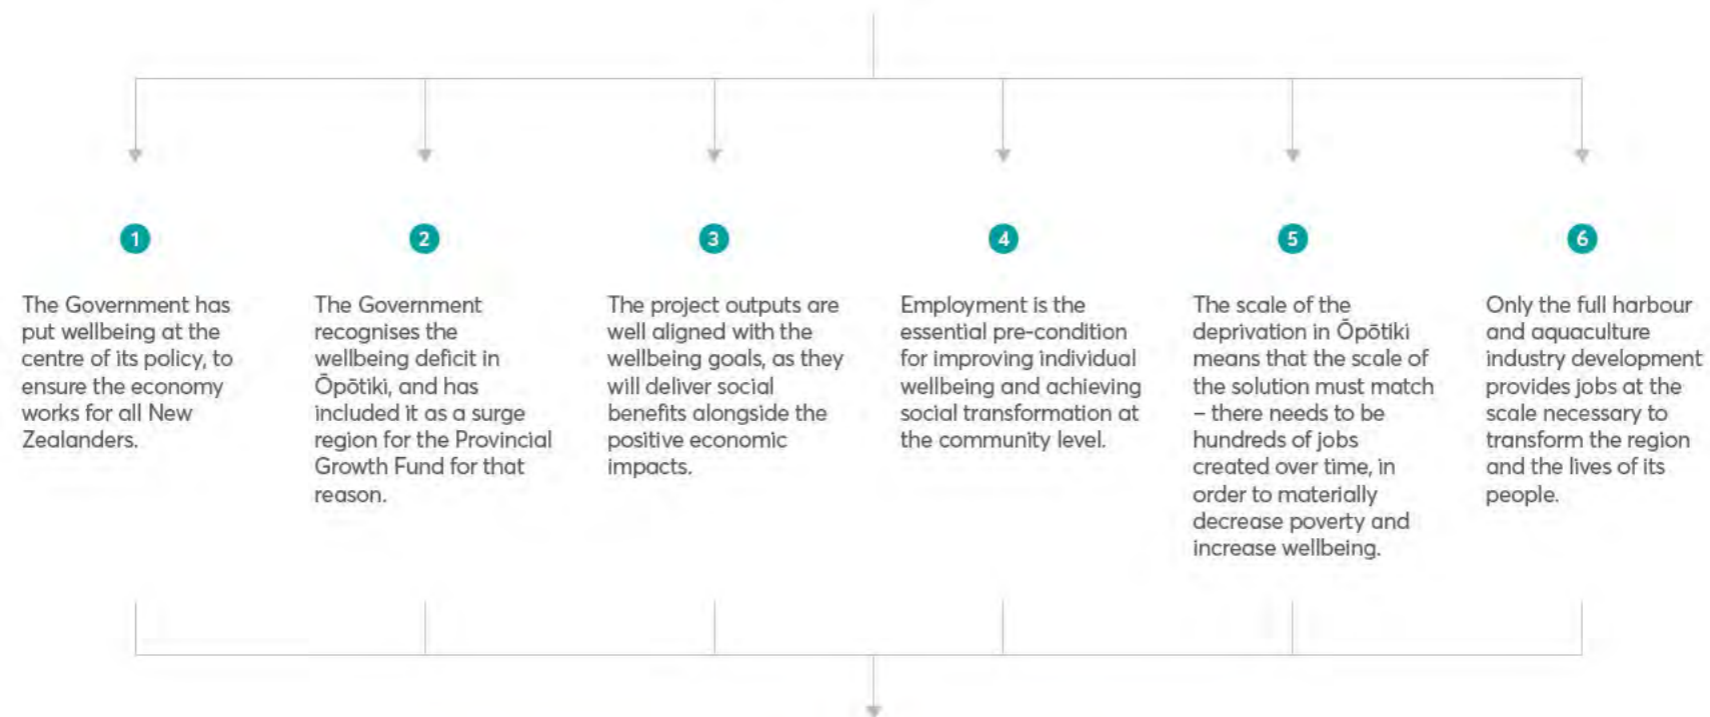 1
The Government has
put wellbeing at the
centre of its policy, to
ensure the economy
works for all New
Zealanders.
2
The Government
recognises the
wellbeing deficit in
Ōpōtiki, and has
included it as a surge
region for the Provincial
Growth Fund for that
reason.
3
The project outputs are
well aligned with the
wellbeing goals, as they
will deliver social
benefits alongside the
positive economic
impacts.
4
Employment is the
essential pre-condition
for improving individual
wellbeing and achieving
social transformation at
the community level.
5
The scale of the
deprivation in Ōpōtiki
means that the scale of
the solution must match
– there needs to be
hundreds of jobs
created over time, in
order to materially
decrease poverty and
increase wellbeing.
6
Only the full harbour
and aquaculture
industry development
provides jobs at the
scale necessary to
transform the region
and the lives of its
people.